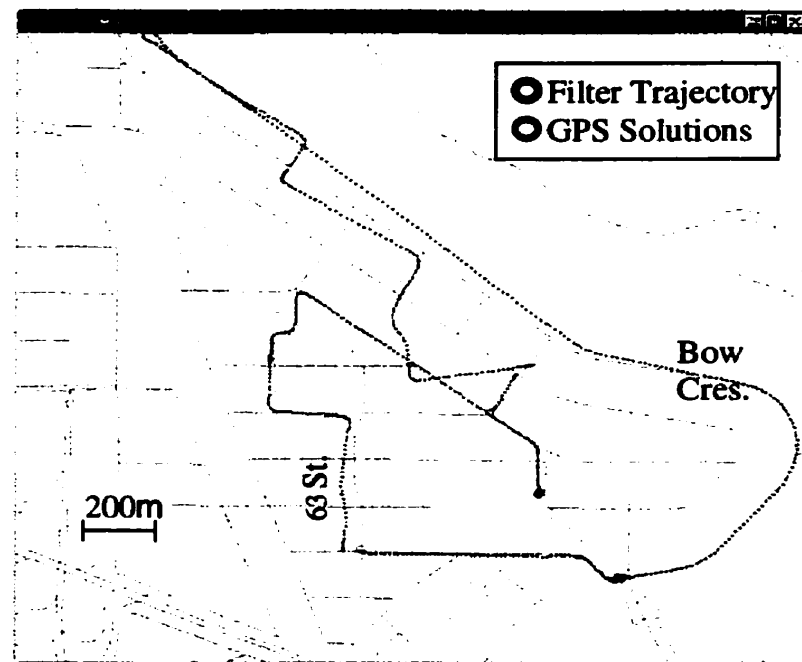 Filter Trajectory
GPS Solutions
Bow
Cres.
63 St.
200m